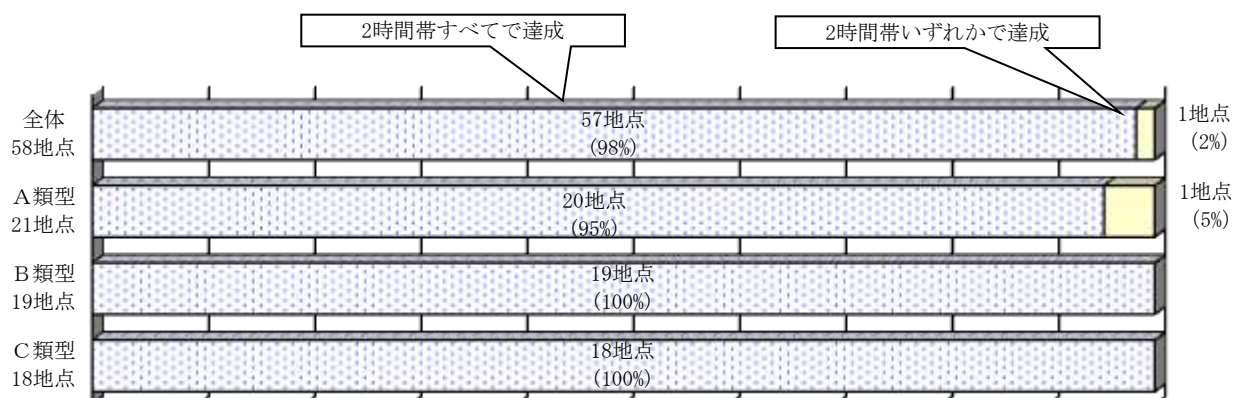 2時間帯すべてで達成
2時間帯いずれかで達成
全体
58地点
57地点
(98%)
1地点
(2%)
A類型
21地点
20地点
(95%)
1地点
(5%)
B類型
19地点
19地点
(100%)
C類型
18地点
18地点
(100%)